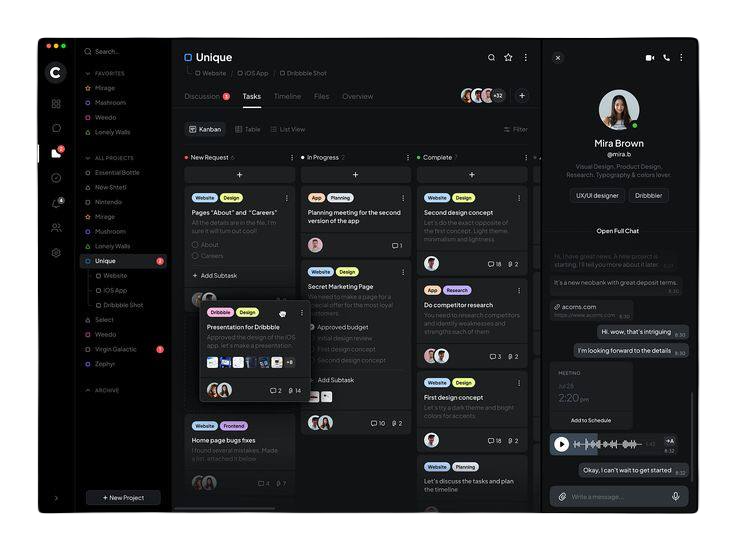 C
2
4
Search...
FAVORITES
Mirage
Mashroom
Weedo
Lonely Walls
ALL PROJECTS
Essential Bottle
New Shtetl
Nintendo
Mirage
Mushroom
Lonely Walls
Unique 2
Website
iOS App
Dribbble Shot
Select
Weedo
Virgin Galactic 1
Zephyr
ARCHIVE
+ New Project
Unique
Website / iOS App / Dribbble Shot
Discussion 3 Tasks Timeline Files Overview
+32 +
Kanban Table List View Filter
New Request 6
+
Website Design
Pages "About" and "Careers"
All the details are in the file, I'm
sure it will turn out cool!
About
Careers
+ Add Subtask
Dribbble Design
Presentation for Dribbble
Approved the design of the iOS
app, let's make a presentation.
+8
2 14
Website Frontend
Home page bugs fixes
I found several mistakes. Made
a list, attached it below
4 7
In Progress 2
+
App Planning
Planning meeting for the second
version of the app
1
Website Design
Secret Marketing Page
We need to make a page for a
special offer for the most loyal
customers.
Approved budget
Initial design review
First design concept
Second design concept
Add Subtask
10 2
Complete 7
+
Website Design
Second design concept
Let's do the exact opposite of
the first concept. Light theme,
minimalism and lightness.
18 2
App Research
Do competitor research
You need to research competitors
and identify weaknesses and
strengths each of them
3 2
Website Design
First design concept
Let's try a dark theme and bright
colors for accents.
18 2
Website Planning
Let's discuss the tasks and plan
the timeline
Mira Brown
@mira.b
Visual Design, Product Design,
Research, Typography & colors lover.
UX/UI designer Dribbbler
Open Full Chat
Hi, I have great news. A new project is
starting, I'll tell you more about it later.
It's a new neobank with great deposit terms.
8:30
acorns.com
https://www.acorns.com 8:30
Hi. wow, that's intriguing 8:30
I'm looking forward to the details 8:30
MEETING
Jul 28
2:20 pm
Add to Schedule
1:42 →A
8:32
Okay, I can't wait to get started 8:32
Write a message...